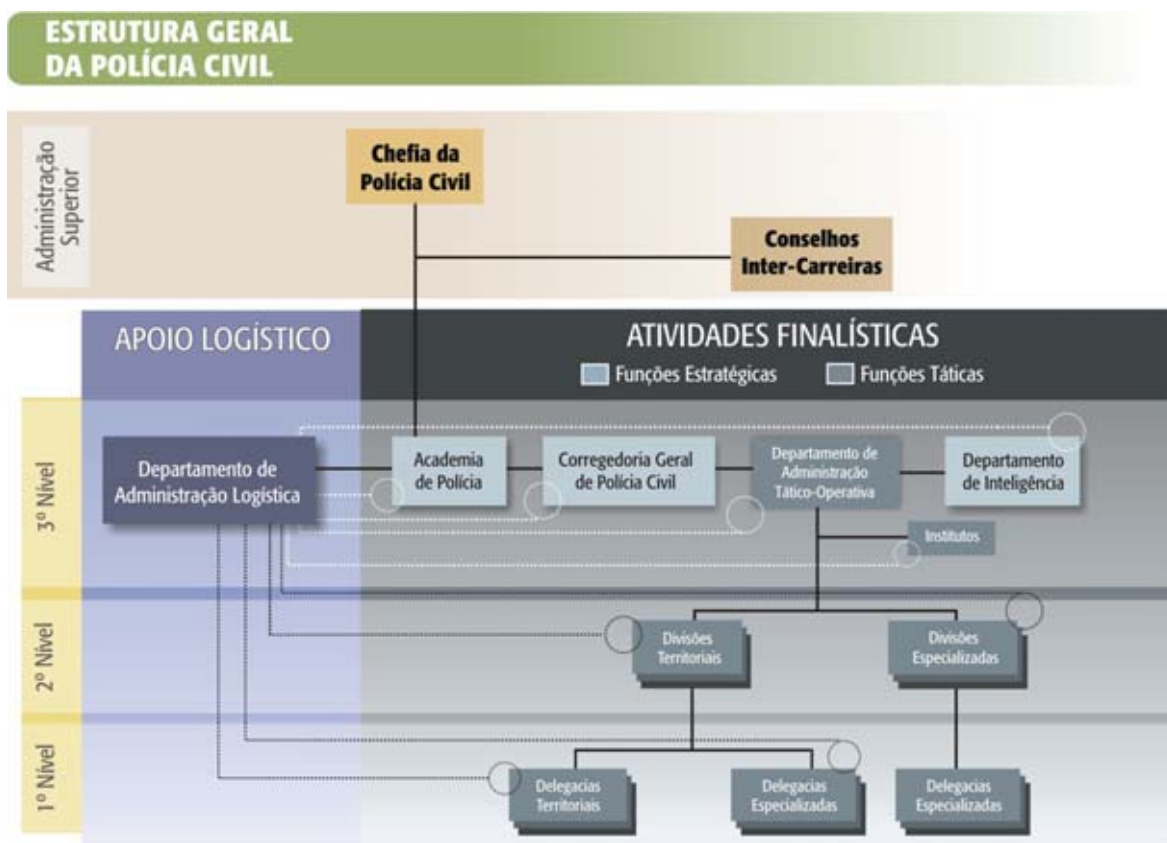 ESTRUTURA GERAL
DA POLÍCIA CIVIL
Administração
Superior
Chefia da
Polícia Civil
Conselhos
Inter-Carreiras
APOIO LOGÍSTICO
ATIVIDADES FINALÍSTICAS
Funções Estratégicas
Funções Táticas
3º Nível
Departamento de
Administração Logística
Academia
de Polícia
Corregedoria Geral
de Polícia Civil
Departamento de
Administração
Tático-Operativa
Departamento
de Inteligência
Institutos
2º Nível
Divisões
Territoriais
Divisões
Especializadas
1º Nível
Delegacias
Territoriais
Delegacias
Especializadas
Delegacias
Especializadas